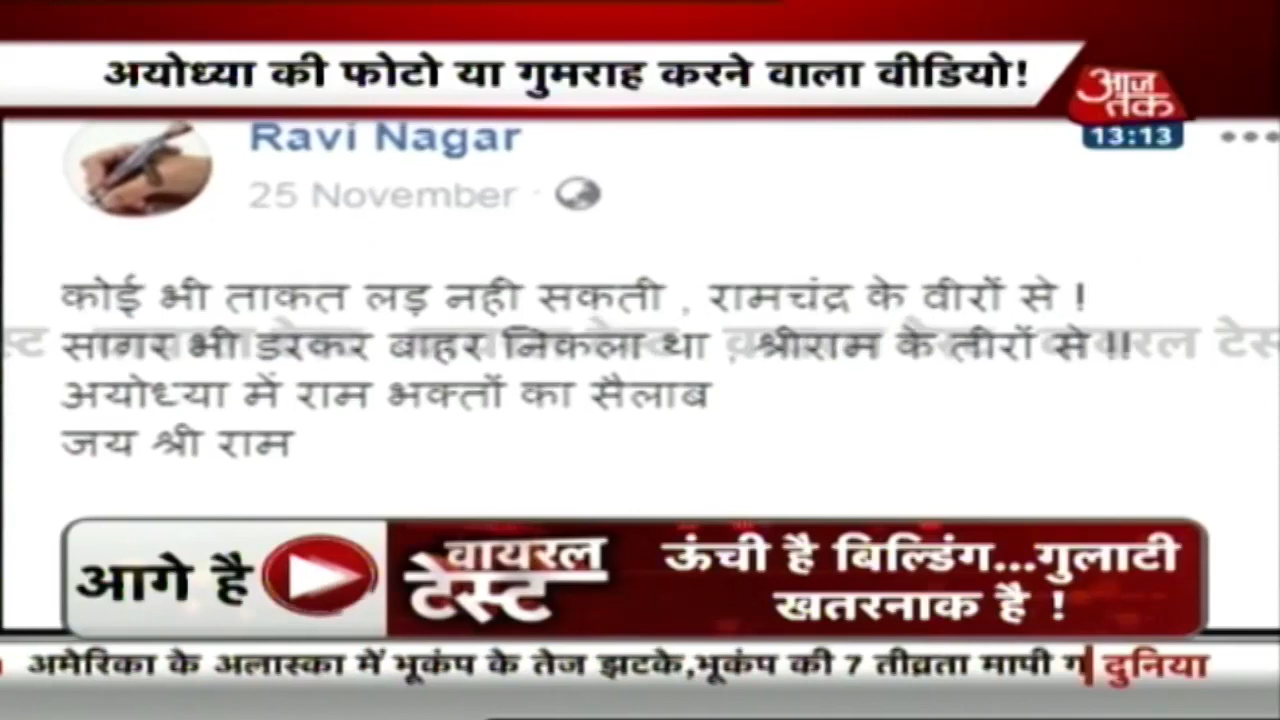 अयोध्या की फोटो या गुमराह करने वाला वीडियो!
आज
तक
13:13
Ravi Nagar
25 November
कोई भी ताकत लड़ नही सकती , रामचंद्र के वीरों से !
सागर भी डरकर बाहर निकला था , श्रीराम के तीरों से !!
अयोध्या में राम भक्तों का सैलाब
जय श्री राम
आगे है
वायरल
टेस्ट
ऊंची है बिल्डिंग...गुलाटी
खतरनाक है !
अमेरिका के अलास्का में भूकंप के तेज झटके,भूकंप की 7 तीव्रता मापी
दुनिया